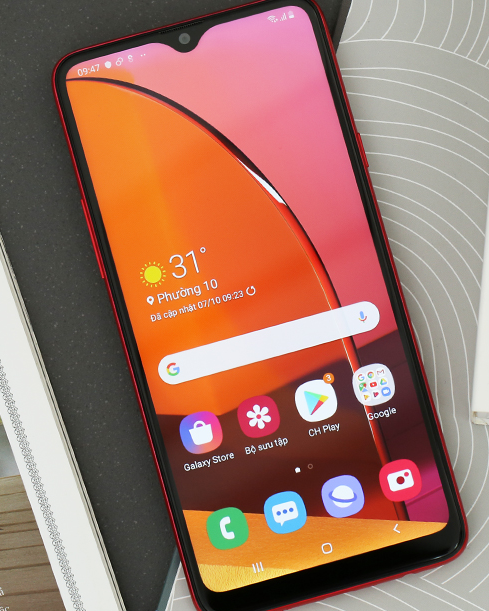 09:47
31°
Phường 10
Đã cập nhật 07/10 09:23
3
Galaxy Store
Bộ sưu tập
CH Play
Google